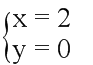 x = 2
y = 0